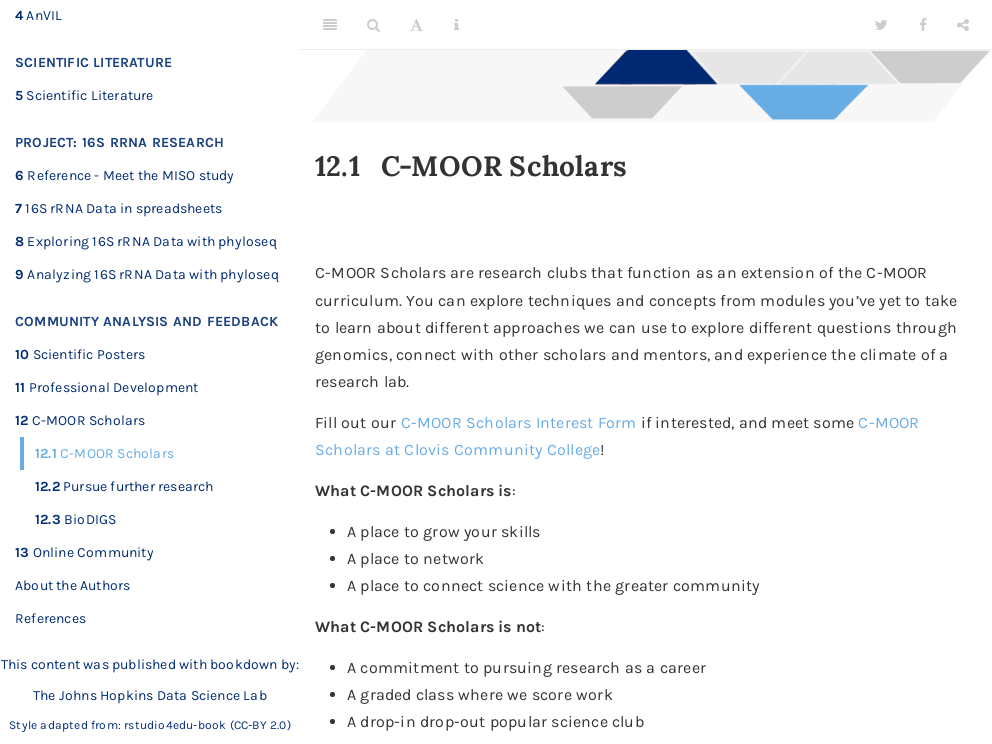 4 AnVIL
SCIENTIFIC LITERATURE
5 Scientific Literature
PROJECT: 16S RRNA RESEARCH
6 Reference - Meet the MISO study
7 16S rRNA Data in spreadsheets
8 Exploring 16S rRNA Data with phyloseq
9 Analyzing 16S rRNA Data with phyloseq
COMMUNITY ANALYSIS AND FEEDBACK
10 Scientific Posters
11 Professional Development
12 C-MOOR Scholars
12.1 C-MOOR Scholars
12.2 Pursue further research
12.3 BioDIGS
13 Online Community
About the Authors
References
This content was published with bookdown by:
The Johns Hopkins Data Science Lab
Style adapted from: rstudio4edu-book (CC-BY 2.0)
12.1 C-MOOR Scholars
C-MOOR Scholars are research clubs that function as an extension of the C-MOOR
curriculum. You can explore techniques and concepts from modules you've yet to take
to learn about different approaches we can use to explore different questions through
genomics, connect with other scholars and mentors, and experience the climate of a
research lab.
Fill out our C-MOOR Scholars Interest Form if interested, and meet some C-MOOR
Scholars at Clovis Community College!
What C-MOOR Scholars is:
• A place to grow your skills
• A place to network
• A place to connect science with the greater community
What C-MOOR Scholars is not:
• A commitment to pursuing research as a career
• A graded class where we score work
• A drop-in drop-out popular science club